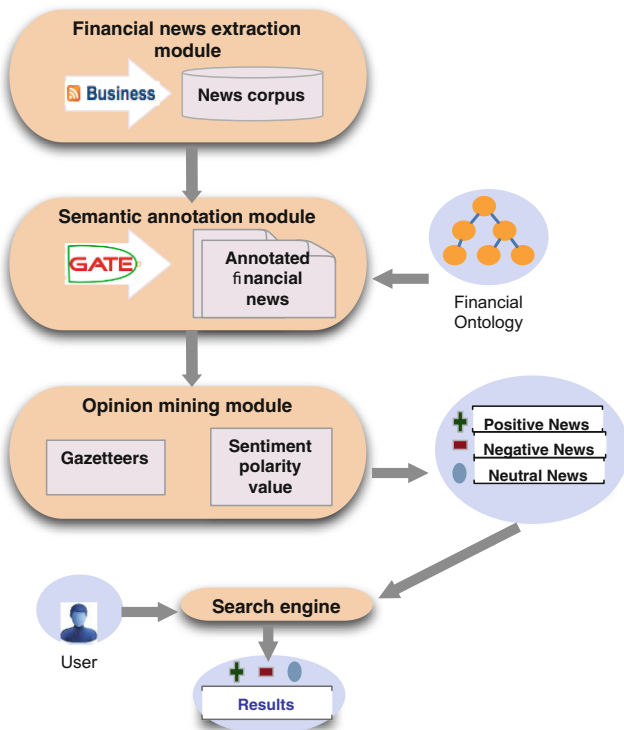 Financial news extraction
module
Business
News corpus
Semantic annotation module
GATE
Annotated
financial
news
Financial
Ontology
Opinion mining module
Gazetteers
Sentiment
polarity
value
Positive News
Negative News
Neutral News
Search engine
User
Results